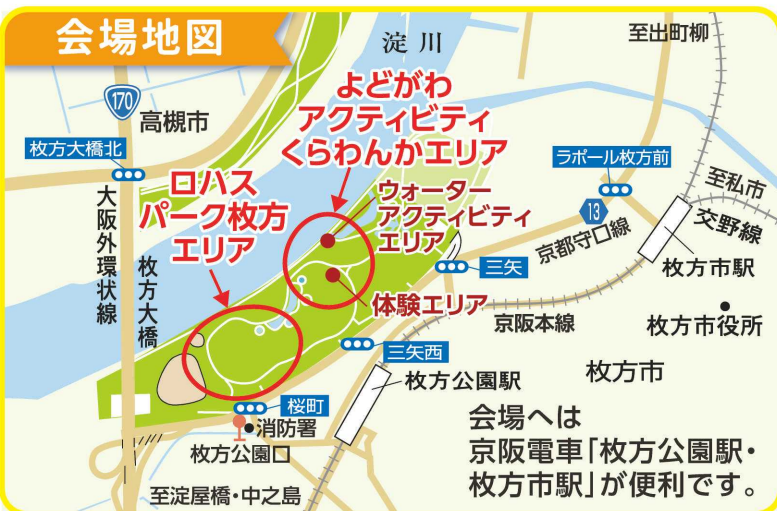 会場地図
淀川
至出町柳
170
高槻市
よどがわ
アクティビティ
くらわんかエリア
枚方大橋北
ラポール枚方前
ロハス
パーク枚方
エリア
ウォーター
アクティビティ
エリア
至私市
13
交野線
京都守口線
大阪外環状線
枚方大橋
三矢
枚方市駅
体験エリア
京阪本線
枚方市役所
三矢西
枚方公園駅
枚方市
桜町
消防署
枚方公園口
至淀屋橋・中之島
会場へは
京阪電車「枚方公園駅・
枚方市駅」が便利です。